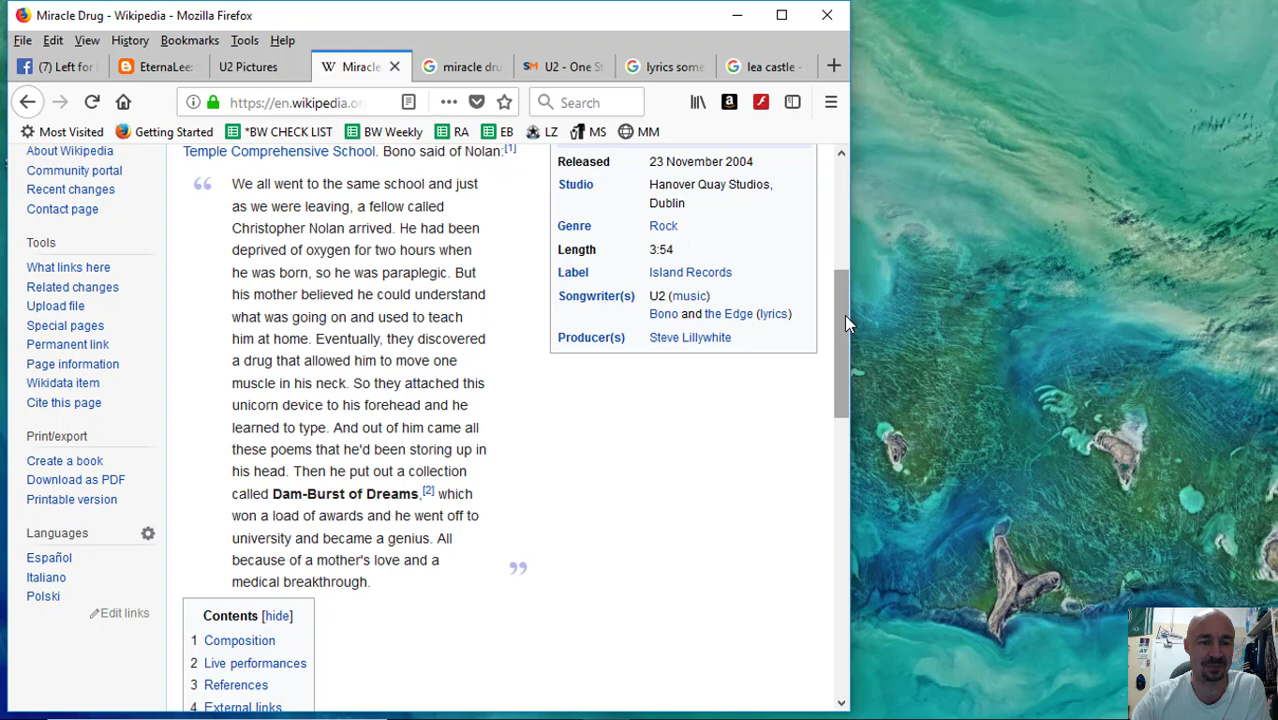 Miracle Drug - Wikipedia - Mozilla Firefox
File Edit View History Bookmarks Tools Help
(7) Left for EternaLee: U2 Pictures W Miracle miracle dru U2 - One S lyrics some lea castle -
https://en.wikipedia.or Search
Most Visited Getting Started *BW CHECK LIST BW Weekly RA EB LZ MS MM
About Wikipedia
Community portal
Recent changes
Contact page
Tools
What links here
Related changes
Upload file
Special pages
Permanent link
Page information
Wikidata item
Cite this page
Print/export
Create a book
Download as PDF
Printable version
Languages
Español
Italiano
Polski
Edit links
Temple Comprehensive School. Bono said of Nolan:[1]
“ We all went to the same school and just
as we were leaving, a fellow called
Christopher Nolan arrived. He had been
deprived of oxygen for two hours when
he was born, so he was paraplegic. But
his mother believed he could understand
what was going on and used to teach
him at home. Eventually, they discovered
a drug that allowed him to move one
muscle in his neck. So they attached this
unicorn device to his forehead and he
learned to type. And out of him came all
these poems that he'd been storing up in
his head. Then he put out a collection
called Dam-Burst of Dreams,[2] which
won a load of awards and he went off to
university and became a genius. All
because of a mother's love and a
medical breakthrough. ”
Contents [hide]
1 Composition
2 Live performances
3 References
4 External links
Released 23 November 2004
Studio Hanover Quay Studios,
Dublin
Genre Rock
Length 3:54
Label Island Records
Songwriter(s) U2 (music)
Bono and the Edge (lyrics)
Producer(s) Steve Lillywhite